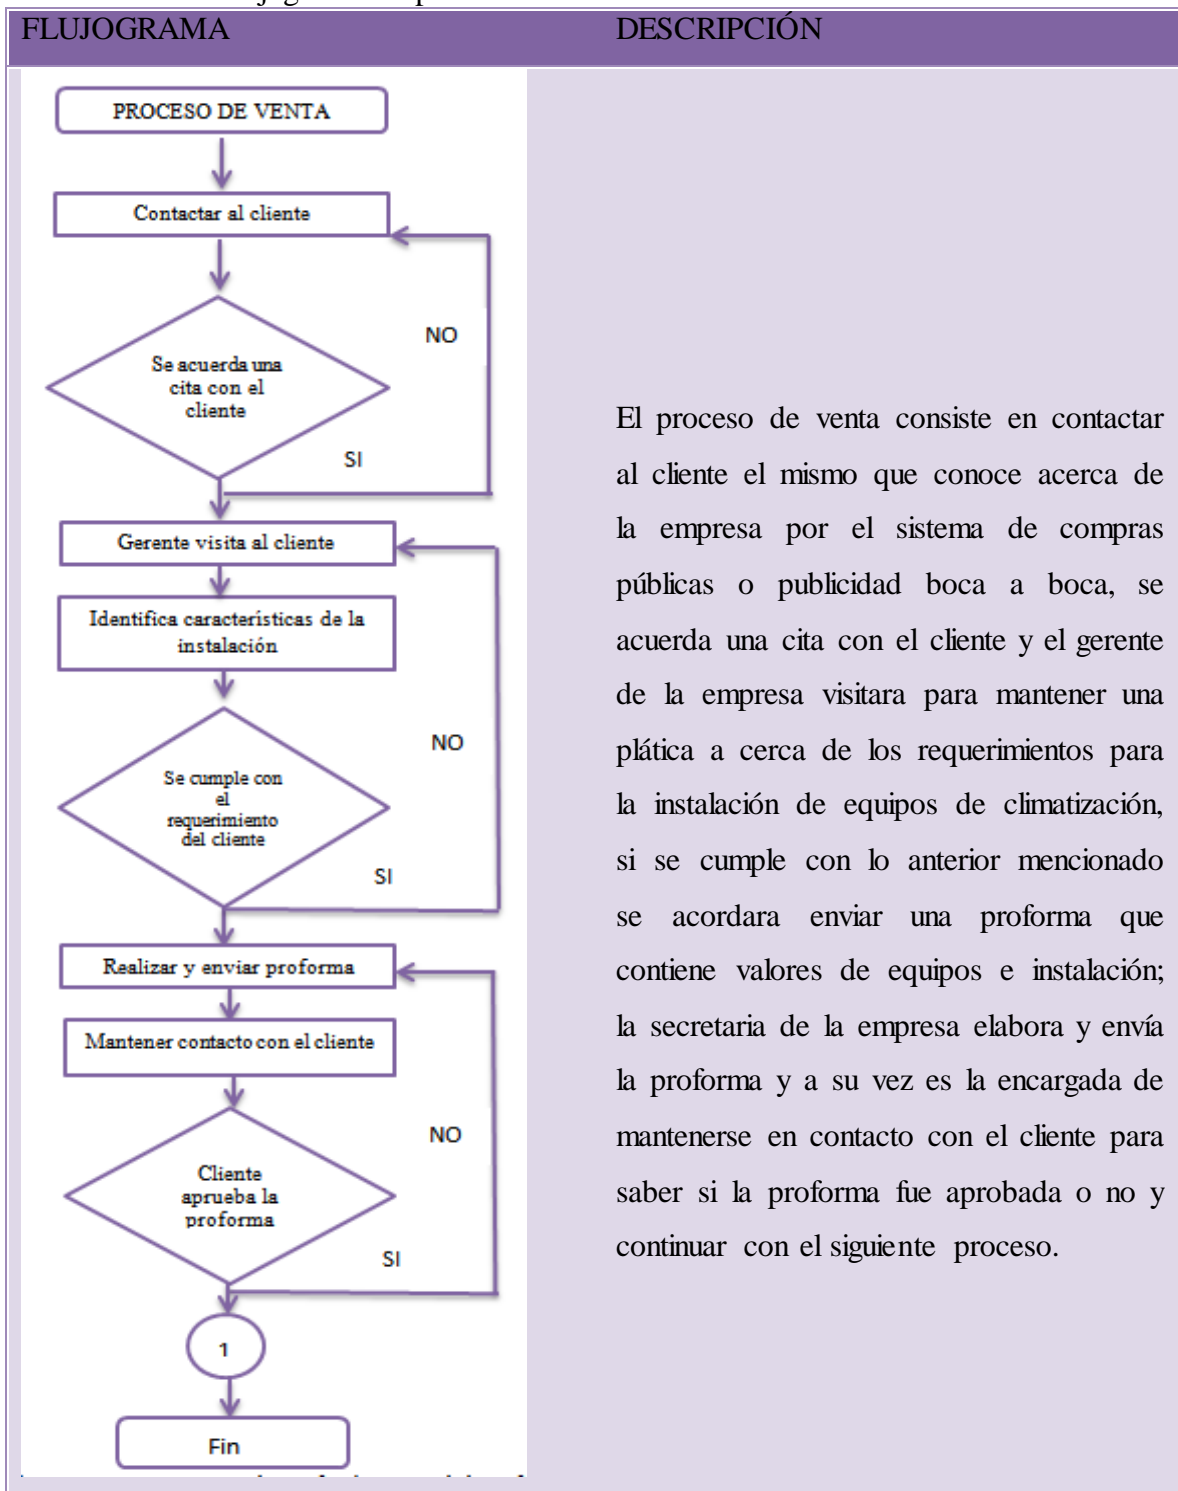 FLUJOGRAMA
DESCRIPCIÓN
PROCESO DE VENTA
Contactar al cliente
NO
Se acuerda una
cita con el
cliente
SI
Gerente visita al cliente
Identifica características de la
instalación
NO
Se cumple con
el
requerimiento
del cliente
SI
Realizar y enviar proforma
Mantener contacto con el cliente
NO
Cliente
aprueba la
proforma
SI
1
Fin
El proceso de venta consiste en contactar
al cliente el mismo que conoce acerca de
la empresa por el sistema de compras
públicas o publicidad boca a boca, se
acuerda una cita con el cliente y el gerente
de la empresa visitara para mantener una
plática a cerca de los requerimientos para
la instalación de equipos de climatización,
si se cumple con lo anterior mencionado
se acordara enviar una proforma que
contiene valores de equipos e instalación;
la secretaria de la empresa elabora y envía
la proforma y a su vez es la encargada de
mantenerse en contacto con el cliente para
saber si la proforma fue aprobada o no y
continuar con el siguiente proceso.